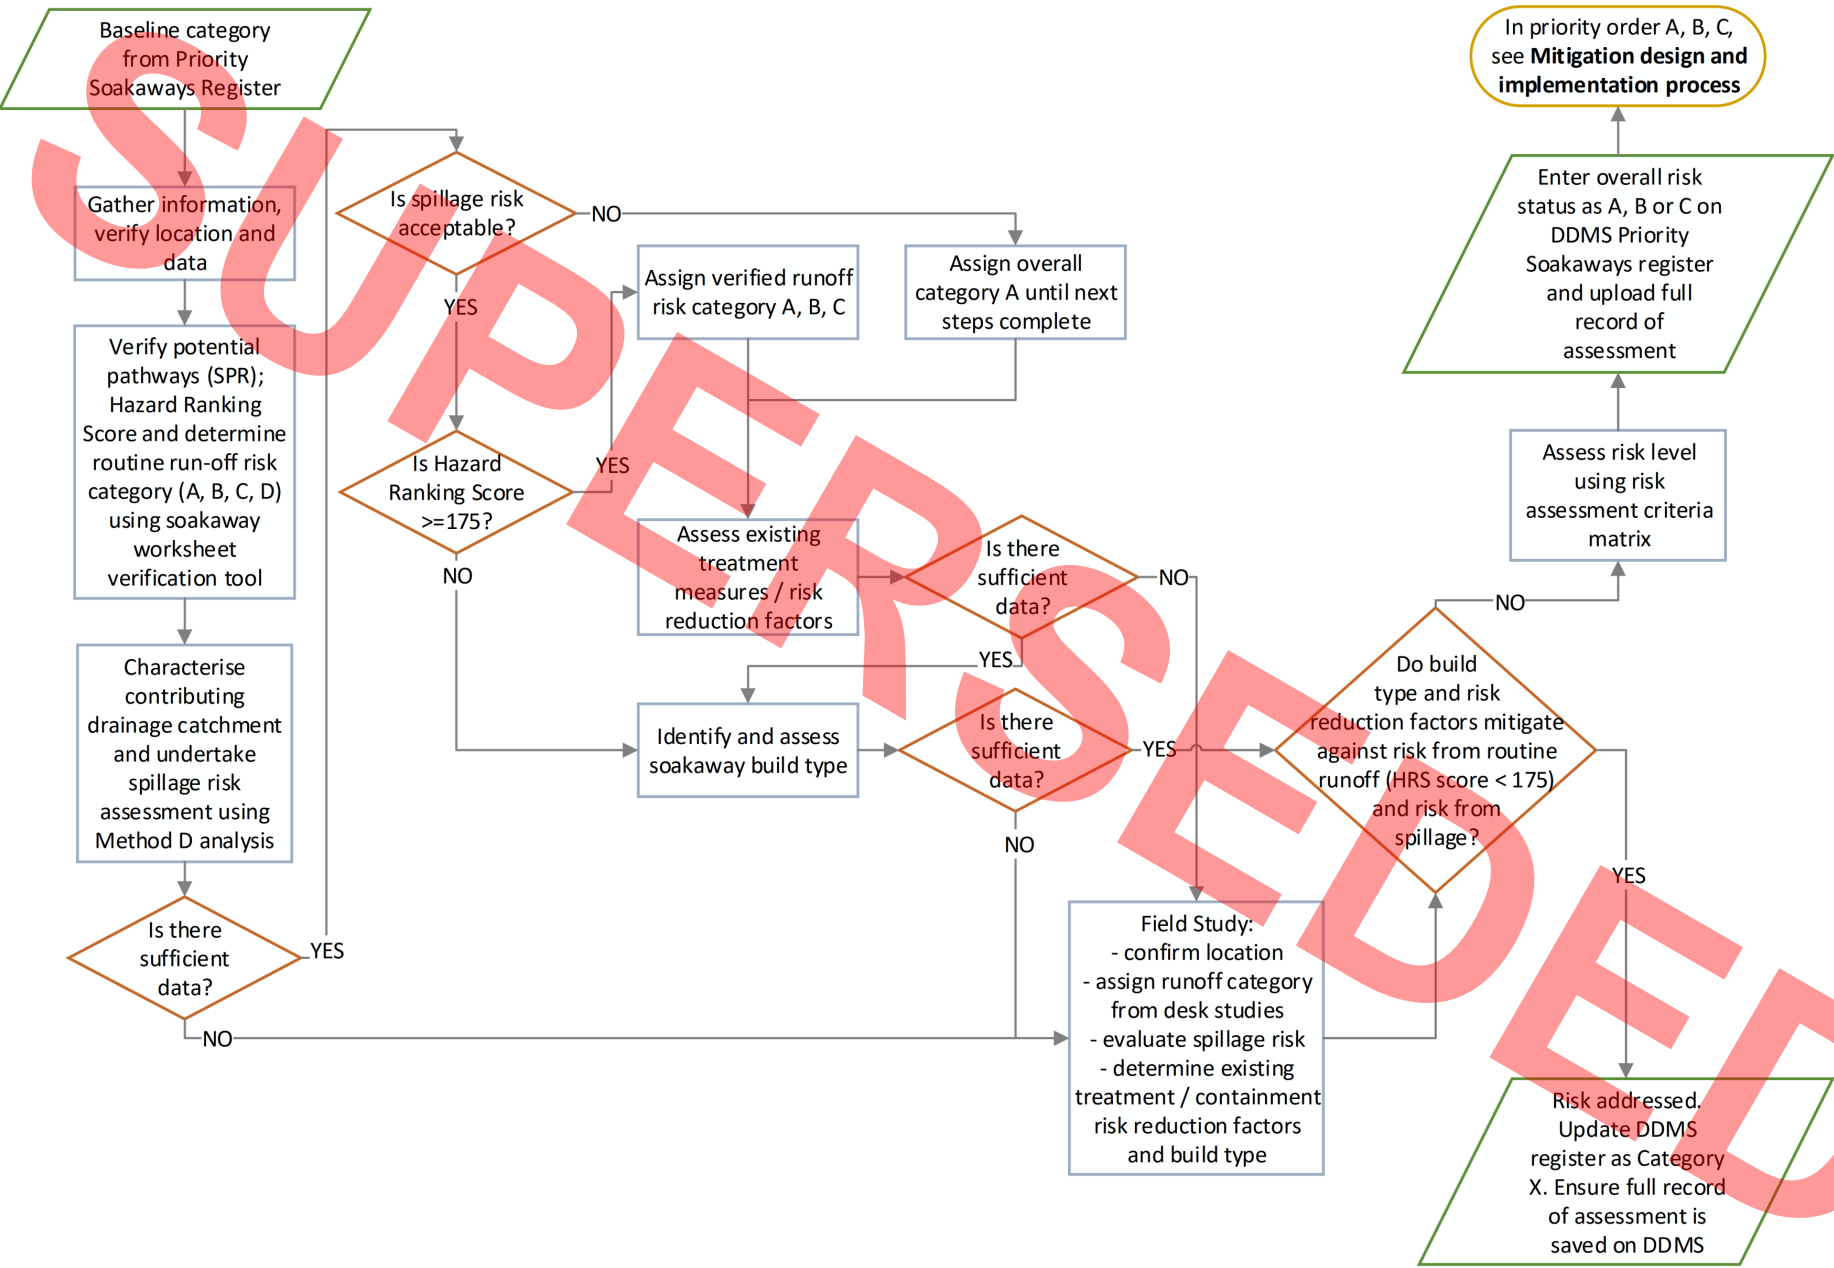 Baseline category
from Priority
Soakaways Register
Gather information,
verify location and
data
Verify potential
pathways (SPR);
Hazard Ranking
Score and determine
routine run-off risk
category (A, B, C, D)
using soakaway
worksheet
verification tool
Characterise
contributing
drainage catchment
and undertake
spillage risk
assessment using
Method D analysis
Is there
sufficient
data?
YES
NO
Is spillage risk
acceptable?
NO
YES
Is Hazard
Ranking Score
>=175?
YES
NO
Assign verified runoff
risk category A, B, C
Assign overall
category A until next
steps complete
Assess existing
treatment
measures / risk
reduction factors
Is there
sufficient
data?
NO
YES
Identify and assess
soakaway build type
Is there
sufficient
data?
YES
NO
Field Study:
- confirm location
- assign runoff category
from desk studies
- evaluate spillage risk
- determine existing
treatment / containment
risk reduction factors
and build type
Do build
type and risk
reduction factors mitigate
against risk from routine
runoff (HRS score < 175)
and risk from
spillage?
NO
YES
Assess risk level
using risk
assessment criteria
matrix
Enter overall risk
status as A, B or C on
DDMS Priority
Soakaways register
and upload full
record of
assessment
In priority order A, B, C,
see Mitigation design and
implementation process
Risk addressed.
Update DDMS
register as Category
X. Ensure full record
of assessment is
saved on DDMS
SUPERSEDED